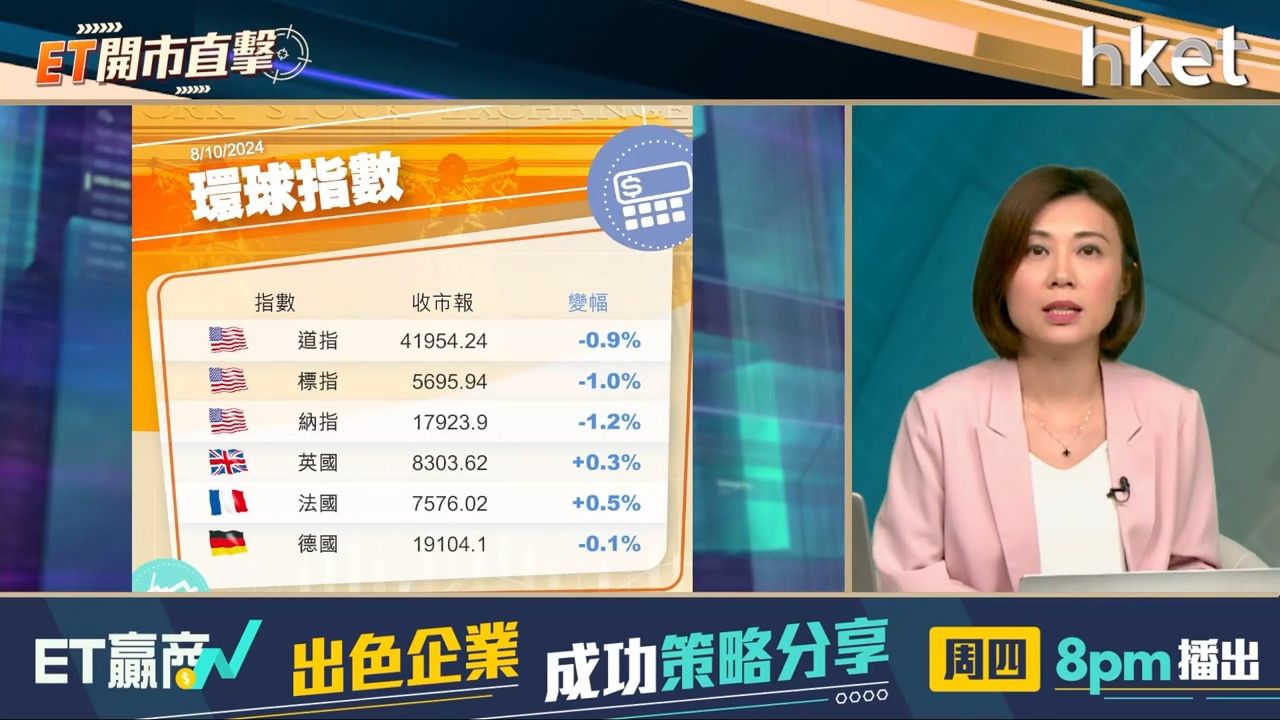 ET開市直擊
hket
ORK STOCK EXCHANGE
8/10/2024
環球指數
$
指數 收市報 變幅
道指 41954.24 -0.9%
標指 5695.94 -1.0%
納指 17923.9 -1.2%
英國 8303.62 +0.3%
法國 7576.02 +0.5%
德國 19104.1 -0.1%
ET贏商 $ 出色企業 成功策略分享 周四 8pm播出